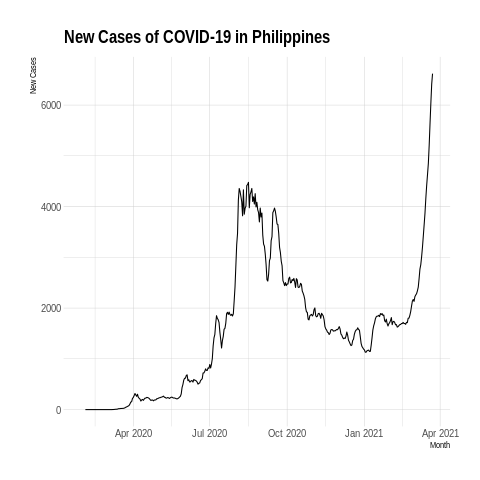 New Cases of COVID-19 in Philippines
New Cases
6000
4000
2000
0
Apr 2020
Jul 2020
Oct 2020
Jan 2021
Apr 2021
Month